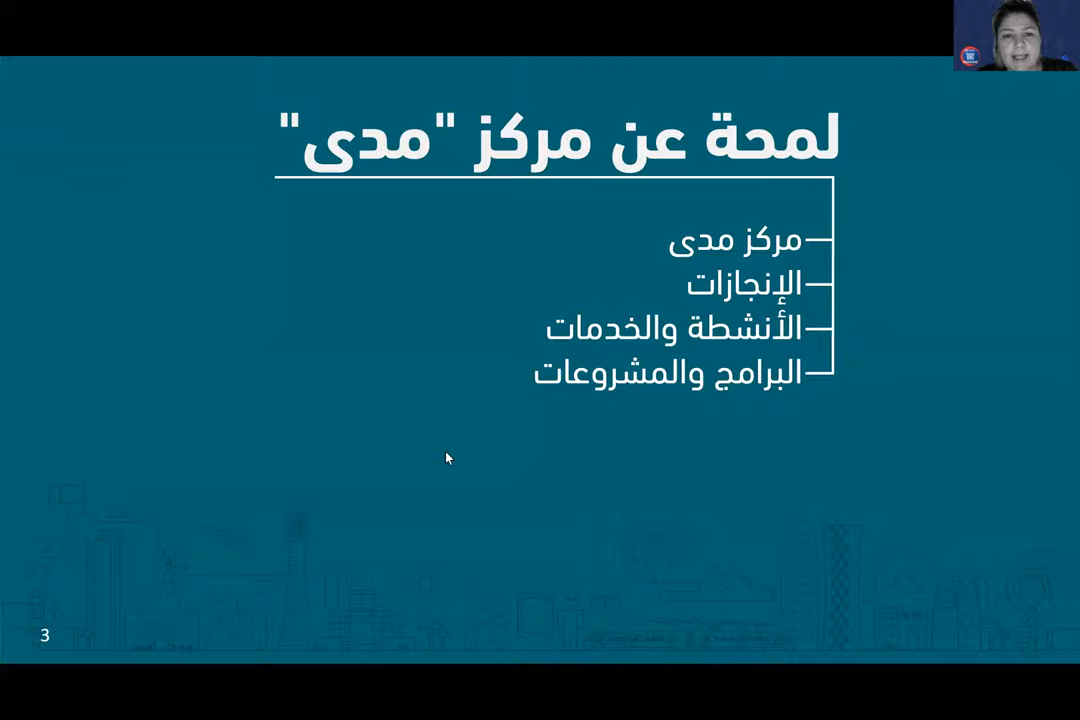 لمحة عن مركز "مدى"
مركز مدى
الإنجازات
الأنشطة والخدمات
البرامج والمشروعات
3